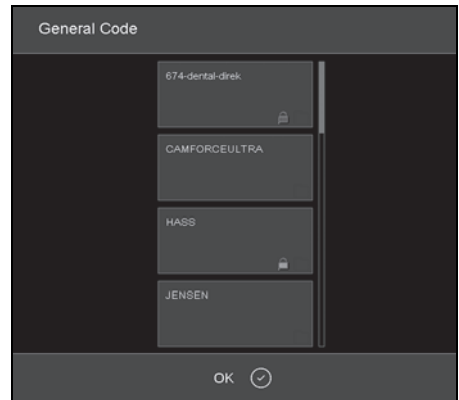 General Code
674-dental-direk
CAMFORCEULTRA
HASS
JENSEN
OK